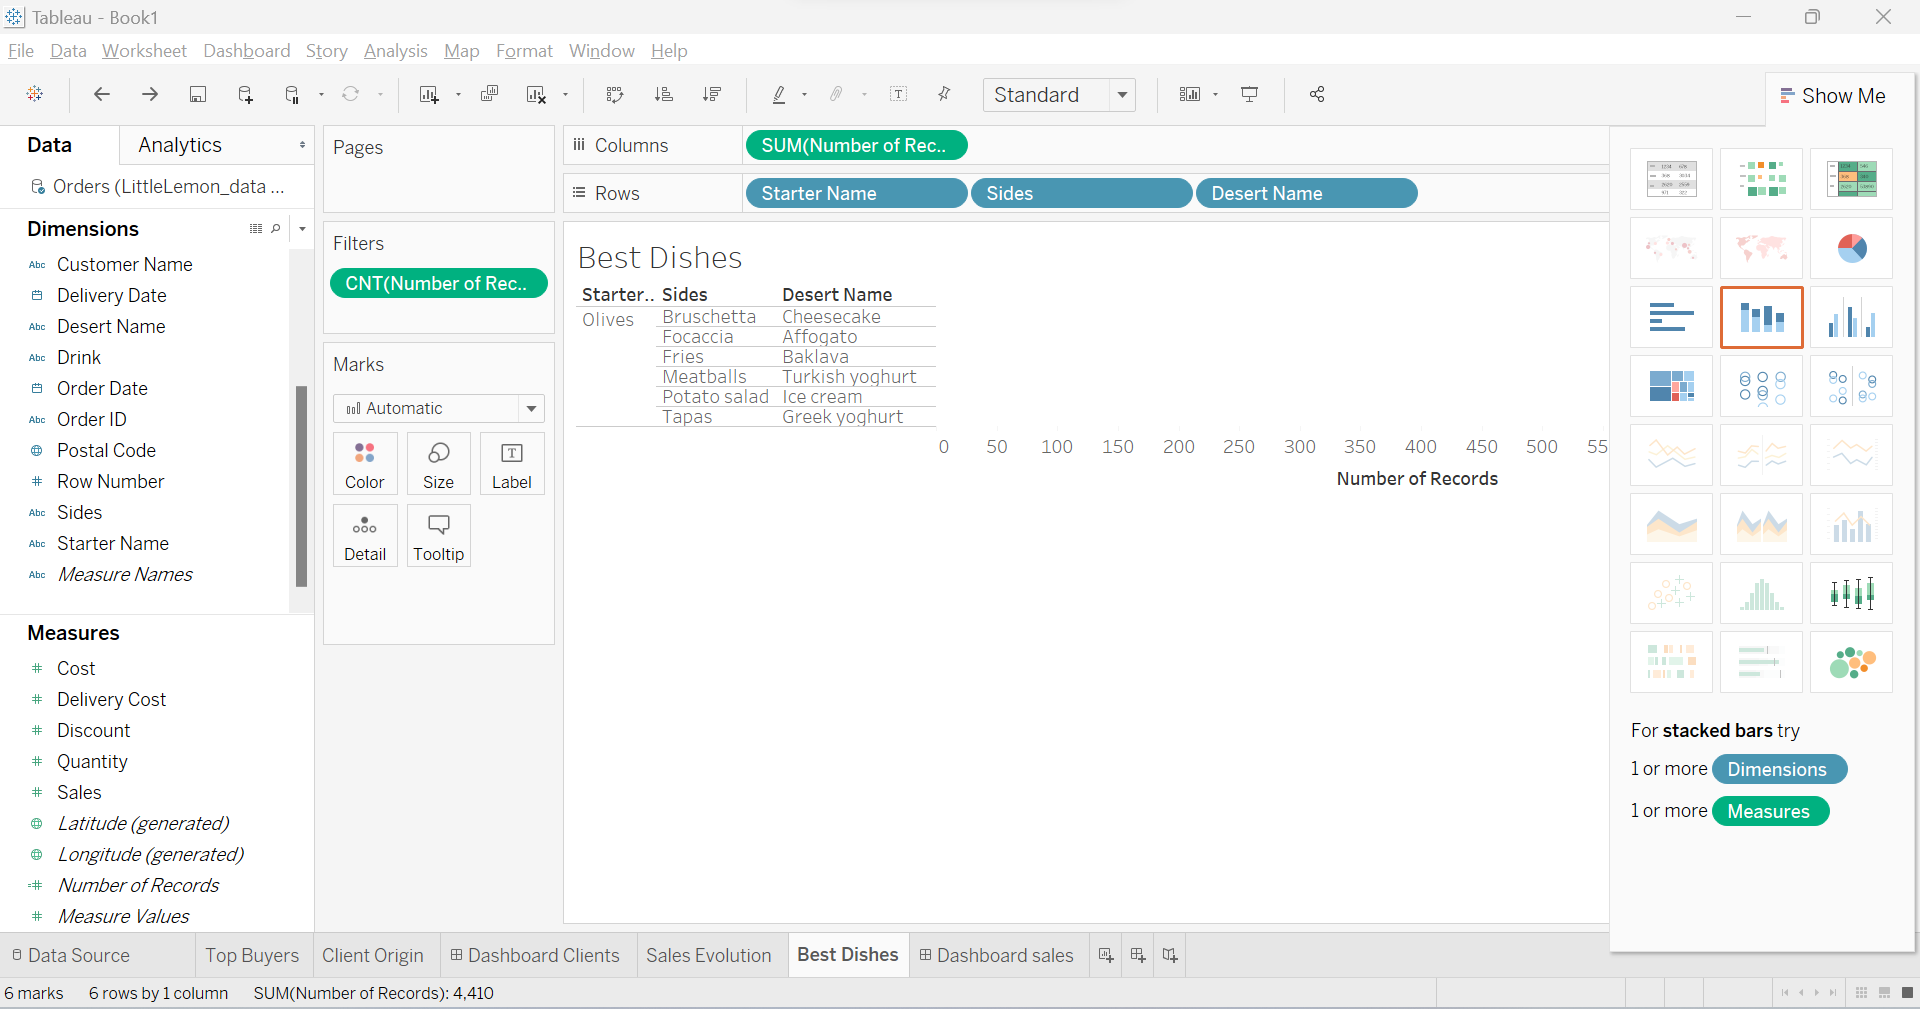 Tableau - Book1
File Data Worksheet Dashboard Story Analysis Map Format Window Help
Standard
Show Me
Data Analytics
Orders (LittleLemon_data ...
Dimensions
Abc Customer Name
Delivery Date
Abc Desert Name
Abc Drink
Order Date
Abc Order ID
Postal Code
# Row Number
Abc Sides
Abc Starter Name
Abc Measure Names
Measures
# Cost
# Delivery Cost
# Discount
# Quantity
# Sales
Latitude (generated)
Longitude (generated)
=# Number of Records
# Measure Values
Pages
Filters
CNT(Number of Rec..
Marks
Automatic
Color Size Label
Detail Tooltip
Columns SUM(Number of Rec..
Rows Starter Name Sides Desert Name
Best Dishes
Starter.. Sides Desert Name
Olives Bruschetta Cheesecake
Focaccia Affogato
Fries Baklava
Meatballs Turkish yoghurt
Potato salad Ice cream
Tapas Greek yoghurt
0 50 100 150 200 250 300 350 400 450 500 55
Number of Records
For stacked bars try
1 or more Dimensions
1 or more Measures
Data Source Top Buyers Client Origin Dashboard Clients Sales Evolution Best Dishes Dashboard sales
6 marks 6 rows by 1 column SUM(Number of Records): 4,410